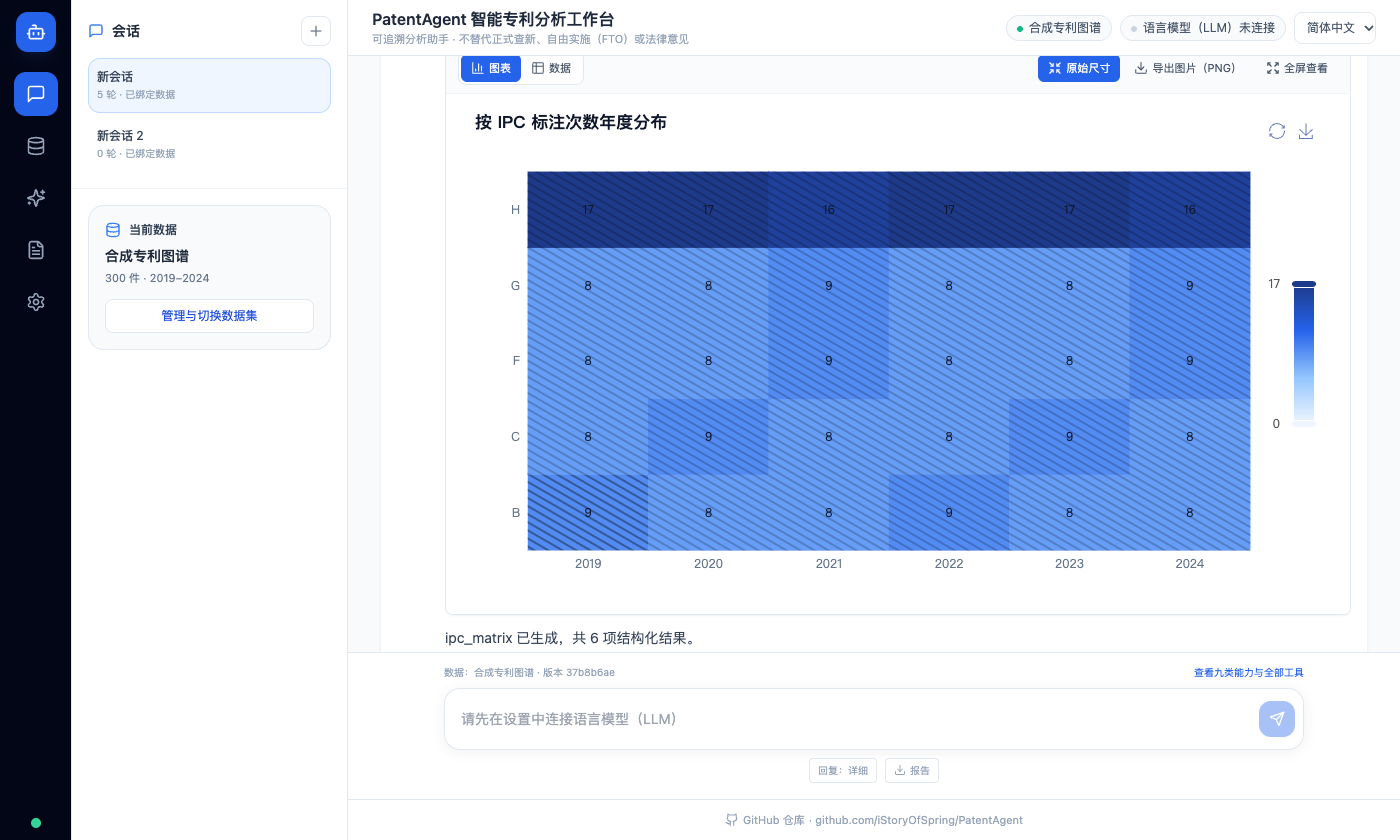 会话
新会话
5 轮 · 已绑定数据
新会话 2
0 轮 · 已绑定数据
当前数据
合成专利图谱
300 件 · 2019–2024
管理与切换数据集
PatentAgent 智能专利分析工作台
可追溯分析助手 · 不替代正式查新、自由实施（FTO）或法律意见
合成专利图谱
语言模型（LLM）未连接
简体中文
图表
数据
原始尺寸
导出图片（PNG）
全屏查看
按 IPC 标注次数年度分布
H 17 17 16 17 17 16
G 8 8 9 8 8 9
F 8 8 9 8 8 9
C 8 9 8 8 9 8
B 9 8 8 9 8 8
2019 2020 2021 2022 2023 2024
17
0
ipc_matrix 已生成，共 6 项结构化结果。
数据：合成专利图谱 · 版本 37b8b6ae
查看九类能力与全部工具
请先在设置中连接语言模型（LLM）
回复：详细
报告
GitHub 仓库 · github.com/iStoryOfSpring/PatentAgent